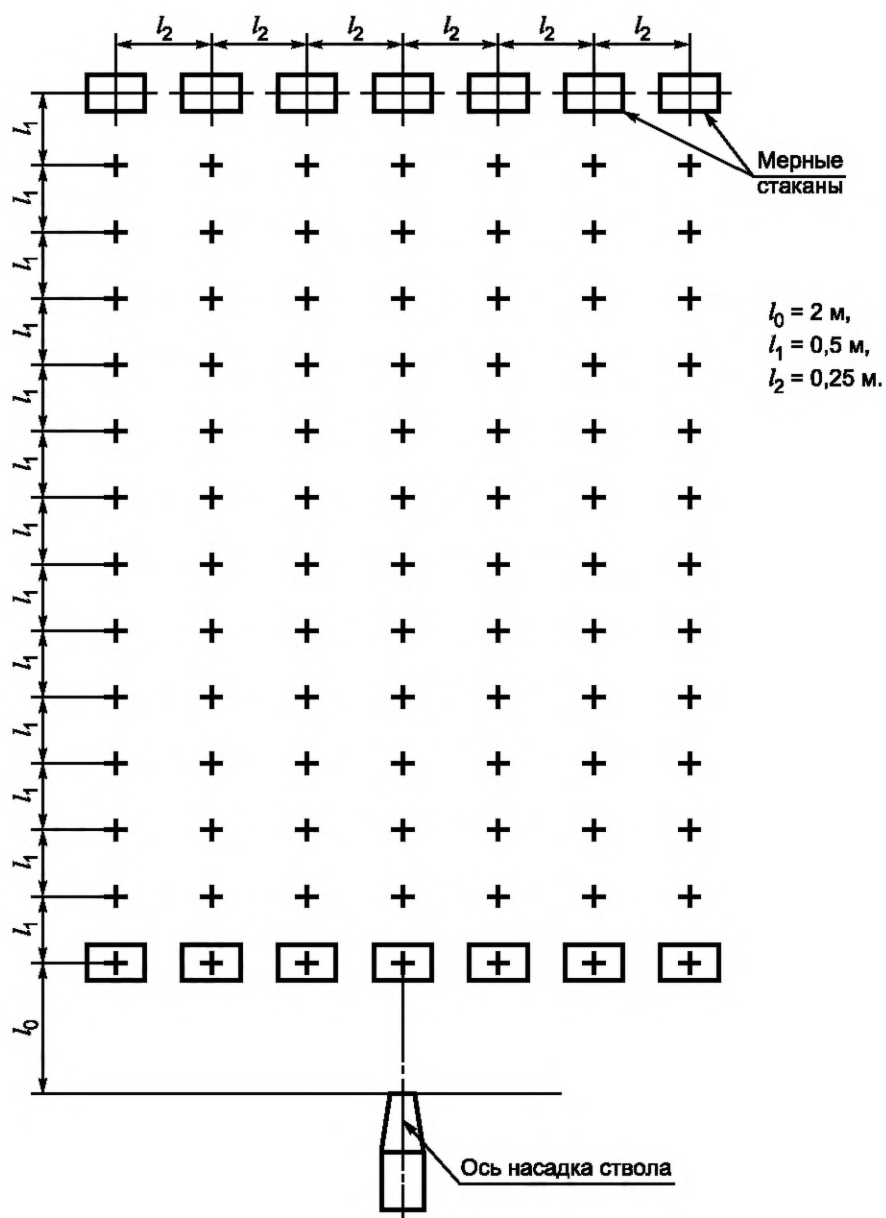 l2 l2 l2 l2 l2 l2
l1
l1
l1
l1
l1
l1
l1
l1
l1
l1
l1
l1
l1
l0
Мерные
стаканы
l0 = 2 м,
l1 = 0,5 м,
l2 = 0,25 м.
Ось насадка ствола